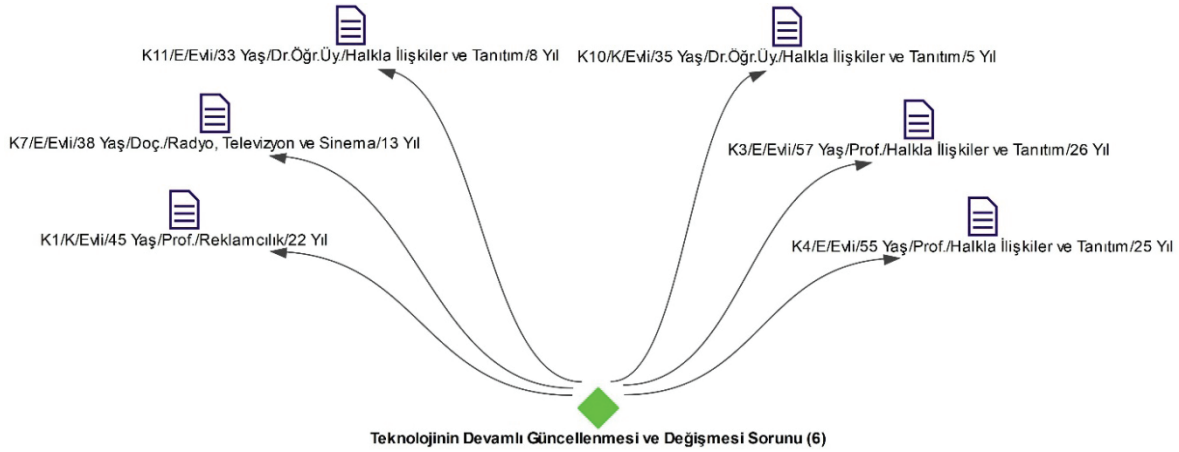 K11/E/Evli/33 Yaş/Dr.Öğr.Üy./Halkla İlişkiler ve Tanıtım/8 Yıl
K10/K/Evli/35 Yaş/Dr.Öğr.Üy./Halkla İlişkiler ve Tanıtım/5 Yıl
K7/E/Evli/38 Yaş/Doç./Radyo, Televizyon ve Sinema/13 Yıl
K3/E/Evli/57 Yaş/Prof./Halkla İlişkiler ve Tanıtım/26 Yıl
K1/K/Evli/45 Yaş/Prof./Reklamcılık/22 Yıl
K4/E/Evli/55 Yaş/Prof./Halkla İlişkiler ve Tanıtım/25 Yıl
Teknolojinin Devamlı Güncellenmesi ve Değişmesi Sorunu (6)